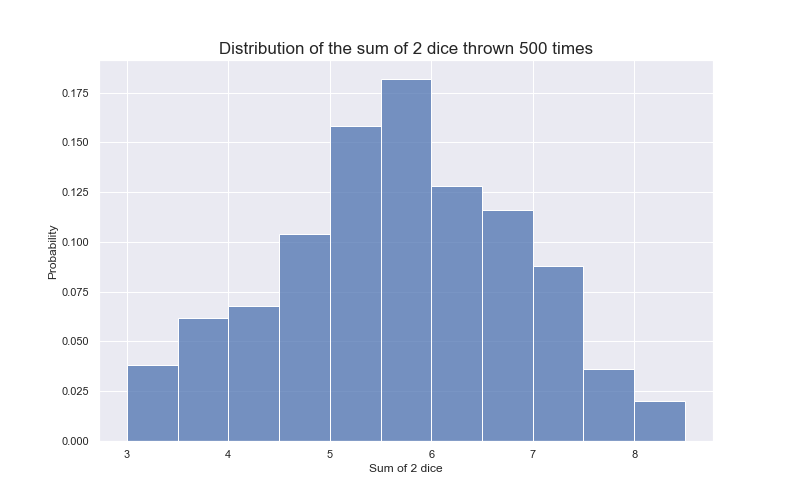 Distribution of the sum of 2 dice thrown 500 times
0.175
0.150
0.125
0.100
0.075
0.050
0.025
0.000
Probability
3 4 5 6 7 8
Sum of 2 dice